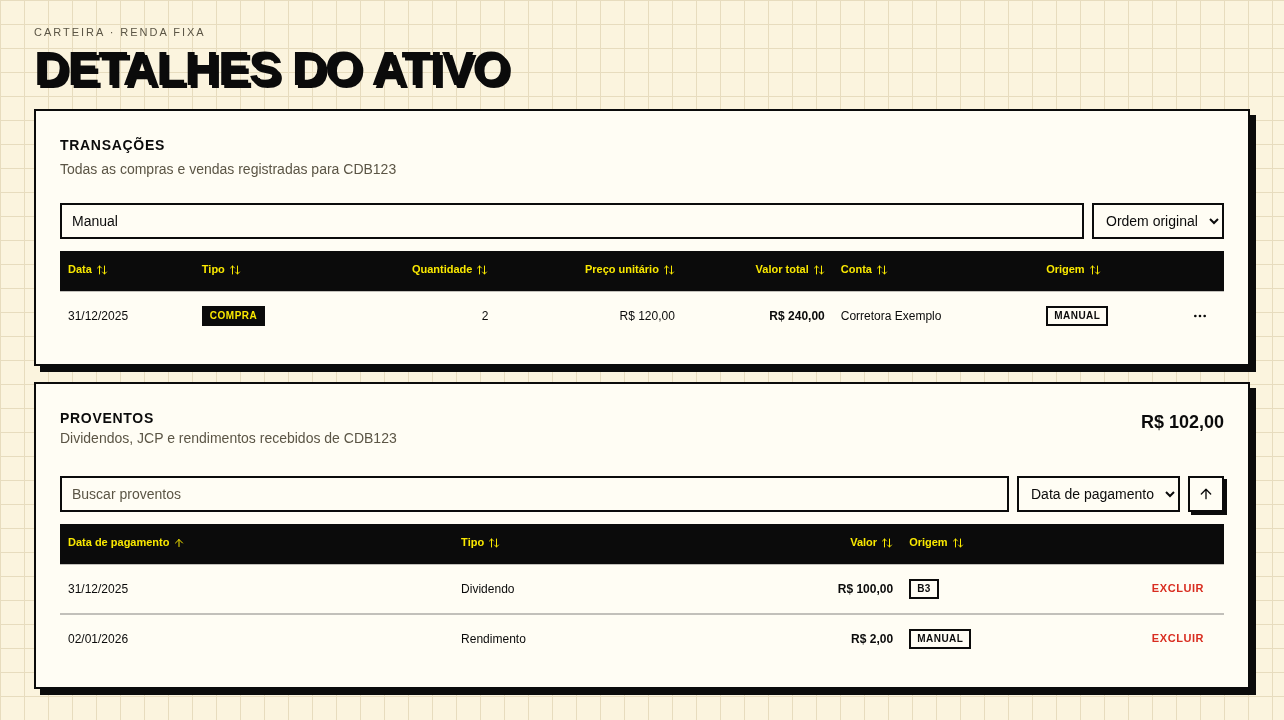 CARTEIRA · RENDA FIXA
DETALHES DO ATIVO
TRANSAÇÕES
Todas as compras e vendas registradas para CDB123
Manual Ordem original
Data Tipo Quantidade Preço unitário Valor total Conta Origem
31/12/2025 COMPRA 2 R$ 120,00 R$ 240,00 Corretora Exemplo MANUAL
PROVENTOS R$ 102,00
Dividendos, JCP e rendimentos recebidos de CDB123
Buscar proventos Data de pagamento
Data de pagamento Tipo Valor Origem
31/12/2025 Dividendo R$ 100,00 B3 EXCLUIR
02/01/2026 Rendimento R$ 2,00 MANUAL EXCLUIR